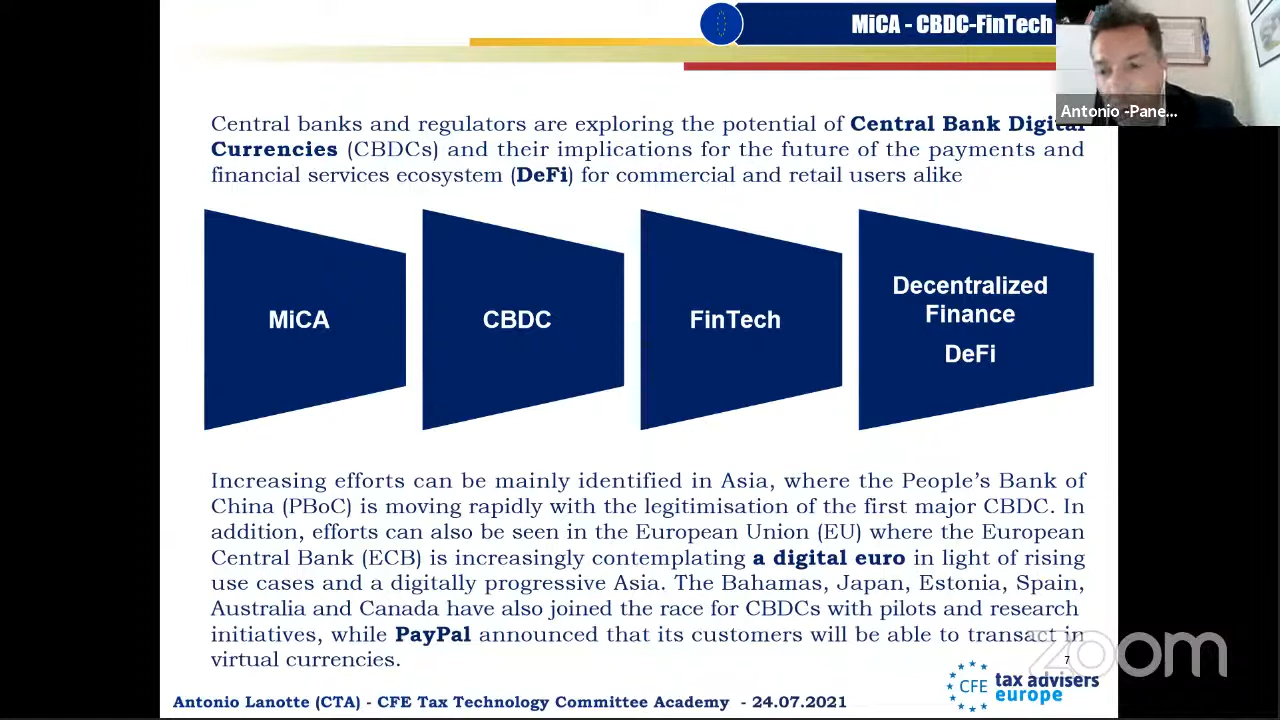 MiCA - CBDC-FinTech
Antonio -Pane...
Central banks and regulators are exploring the potential of Central Bank Digital
Currencies (CBDCs) and their implications for the future of the payments and
financial services ecosystem (DeFi) for commercial and retail users alike
MiCA
CBDC
FinTech
Decentralized
Finance
DeFi
Increasing efforts can be mainly identified in Asia, where the People's Bank of
China (PBoC) is moving rapidly with the legitimisation of the first major CBDC. In
addition, efforts can also be seen in the European Union (EU) where the European
Central Bank (ECB) is increasingly contemplating a digital euro in light of rising
use cases and a digitally progressive Asia. The Bahamas, Japan, Estonia, Spain,
Australia and Canada have also joined the race for CBDCs with pilots and research
initiatives, while PayPal announced that its customers will be able to transact in
virtual currencies.
zoom
7
CFE tax advisers
europe
Antonio Lanotte (CTA) - CFE Tax Technology Committee Academy - 24.07.2021